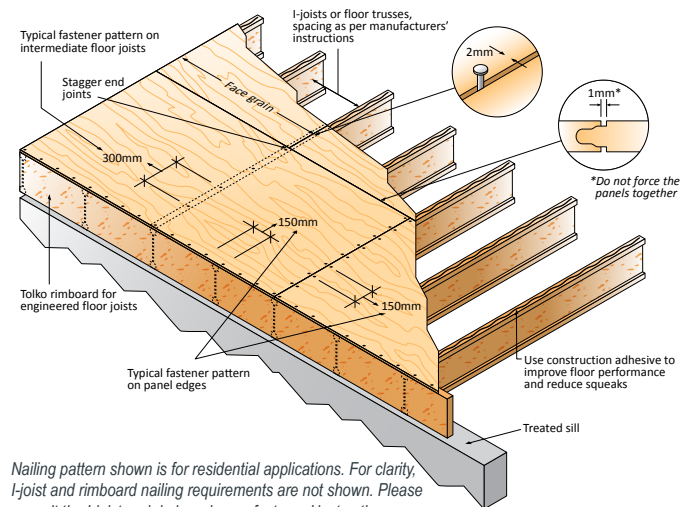 Typical fastener pattern on
intermediate floor joists
Stagger end
joints
I-joists or floor trusses,
spacing as per manufacturers'
instructions
2mm
Face grain
1mm*
*Do not force the
panels together
300mm
150mm
150mm
Tolko rimboard for
engineered floor joists
Typical fastener pattern
on panel edges
Use construction adhesive to
improve floor performance
and reduce squeaks
Treated sill
Nailing pattern shown is for residential applications. For clarity,
I-joist and rimboard nailing requirements are not shown. Please